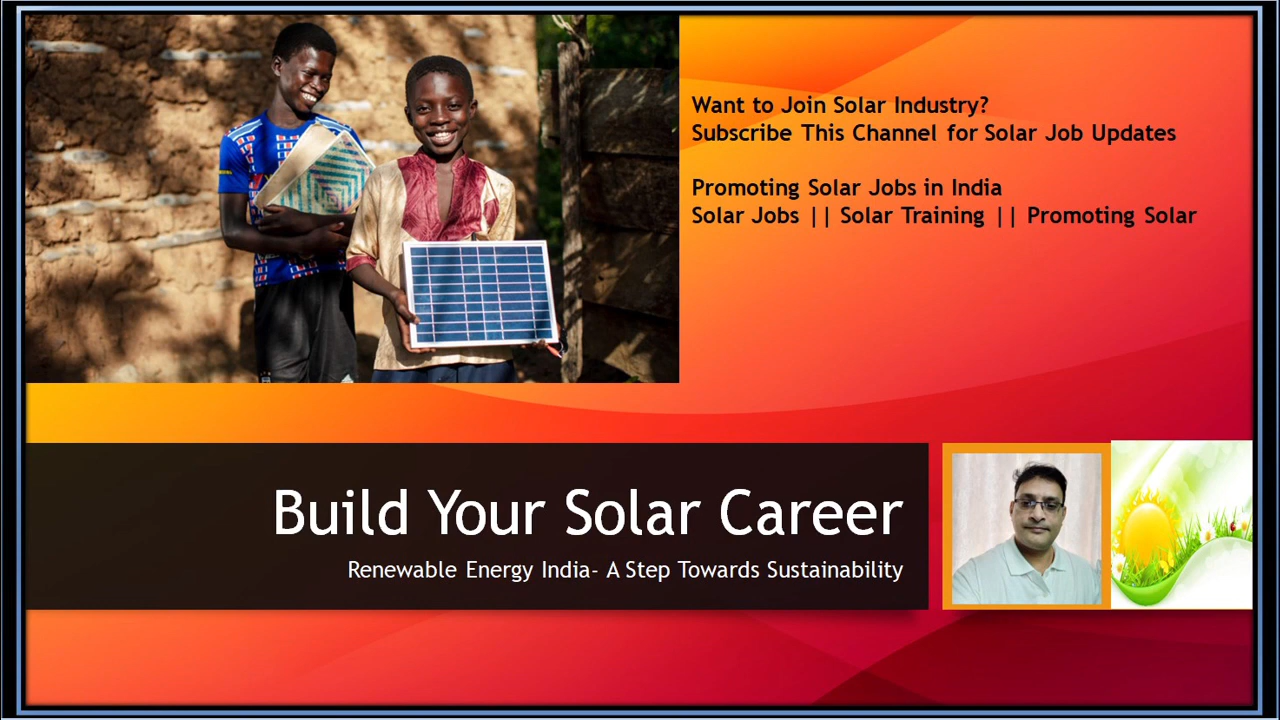 Want to Join Solar Industry?
Subscribe This Channel for Solar Job Updates
Promoting Solar Jobs in India
Solar Jobs || Solar Training || Promoting Solar
Build Your Solar Career
Renewable Energy India- A Step Towards Sustainability